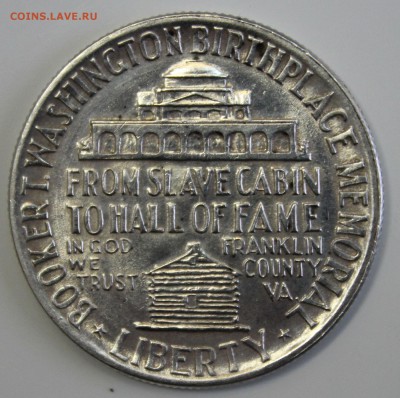 COINS.LAVE.RU
BOOKER T. WASHINGTON BIRTHPLACE MEMORIAL
FROM SLAVE CABIN
TO HALL OF FAME
IN GOD
WE
TRUST
FRANKLIN
COUNTY
VA.
LIBERTY